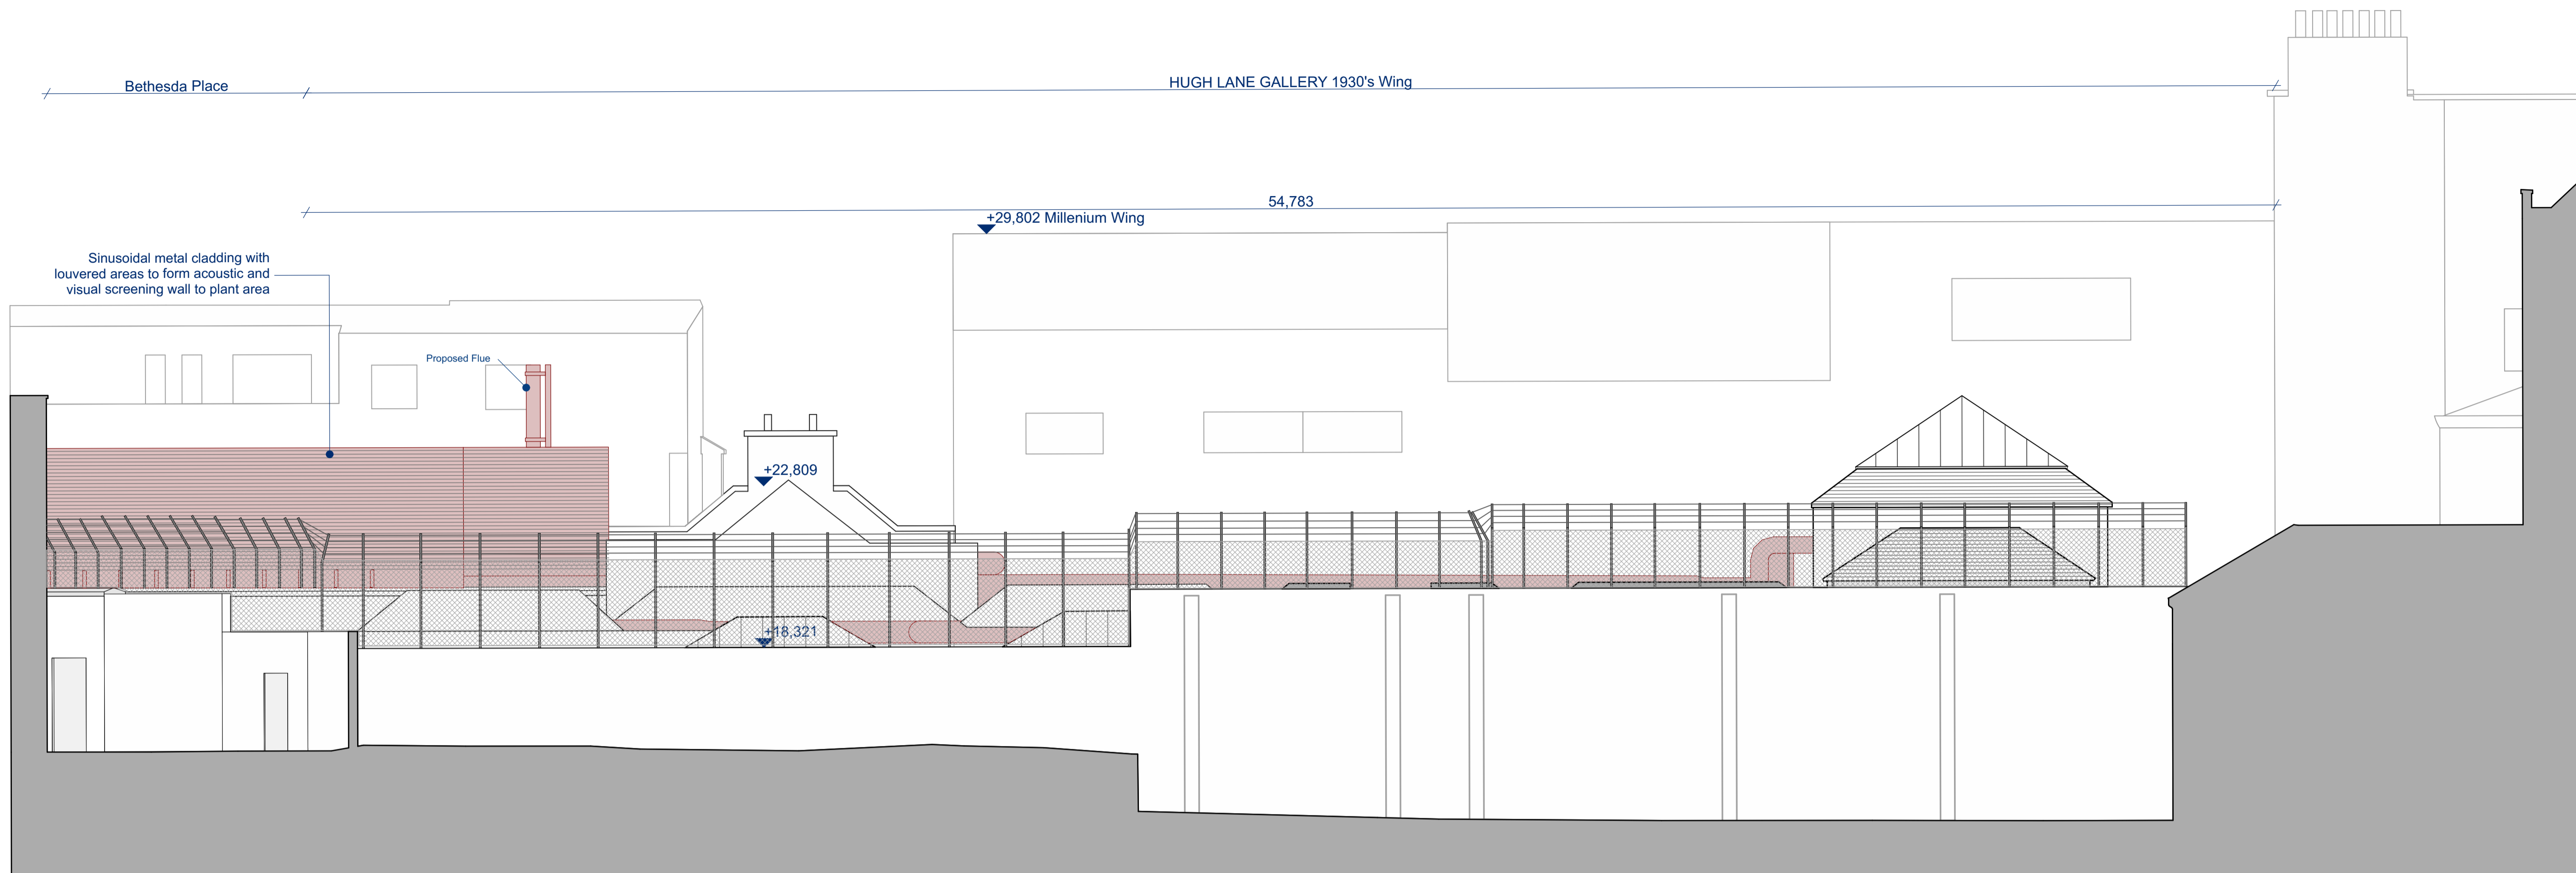 Bethesda Place
HUGH LANE GALLERY 1930's Wing
54,783
+29,802 Millenium Wing
Sinusoidal metal cladding with
louvered areas to form acoustic and
visual screening wall to plant area
Proposed Flue
+22,809
+18,321